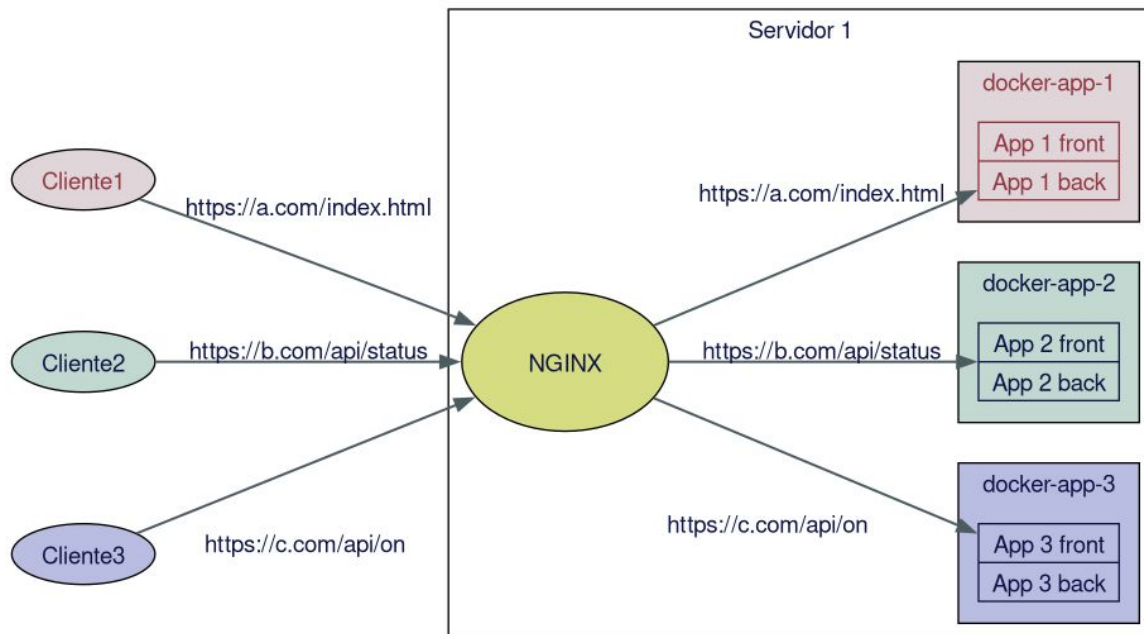 Servidor 1
docker-app-1
App 1 front
App 1 back
Cliente1
https://a.com/index.html
https://a.com/index.html
docker-app-2
App 2 front
App 2 back
Cliente2
https://b.com/api/status
NGINX
https://b.com/api/status
docker-app-3
App 3 front
App 3 back
Cliente3
https://c.com/api/on
https://c.com/api/on